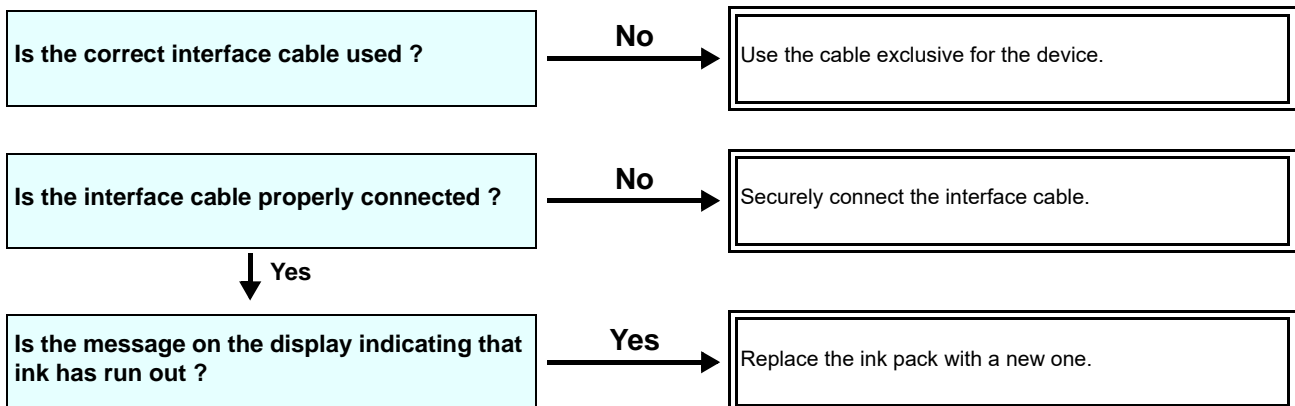 Is the correct interface cable used ?
No
Use the cable exclusive for the device.
Is the interface cable properly connected ?
No
Securely connect the interface cable.
Yes
Is the message on the display indicating that
ink has run out ?
Yes
Replace the ink pack with a new one.